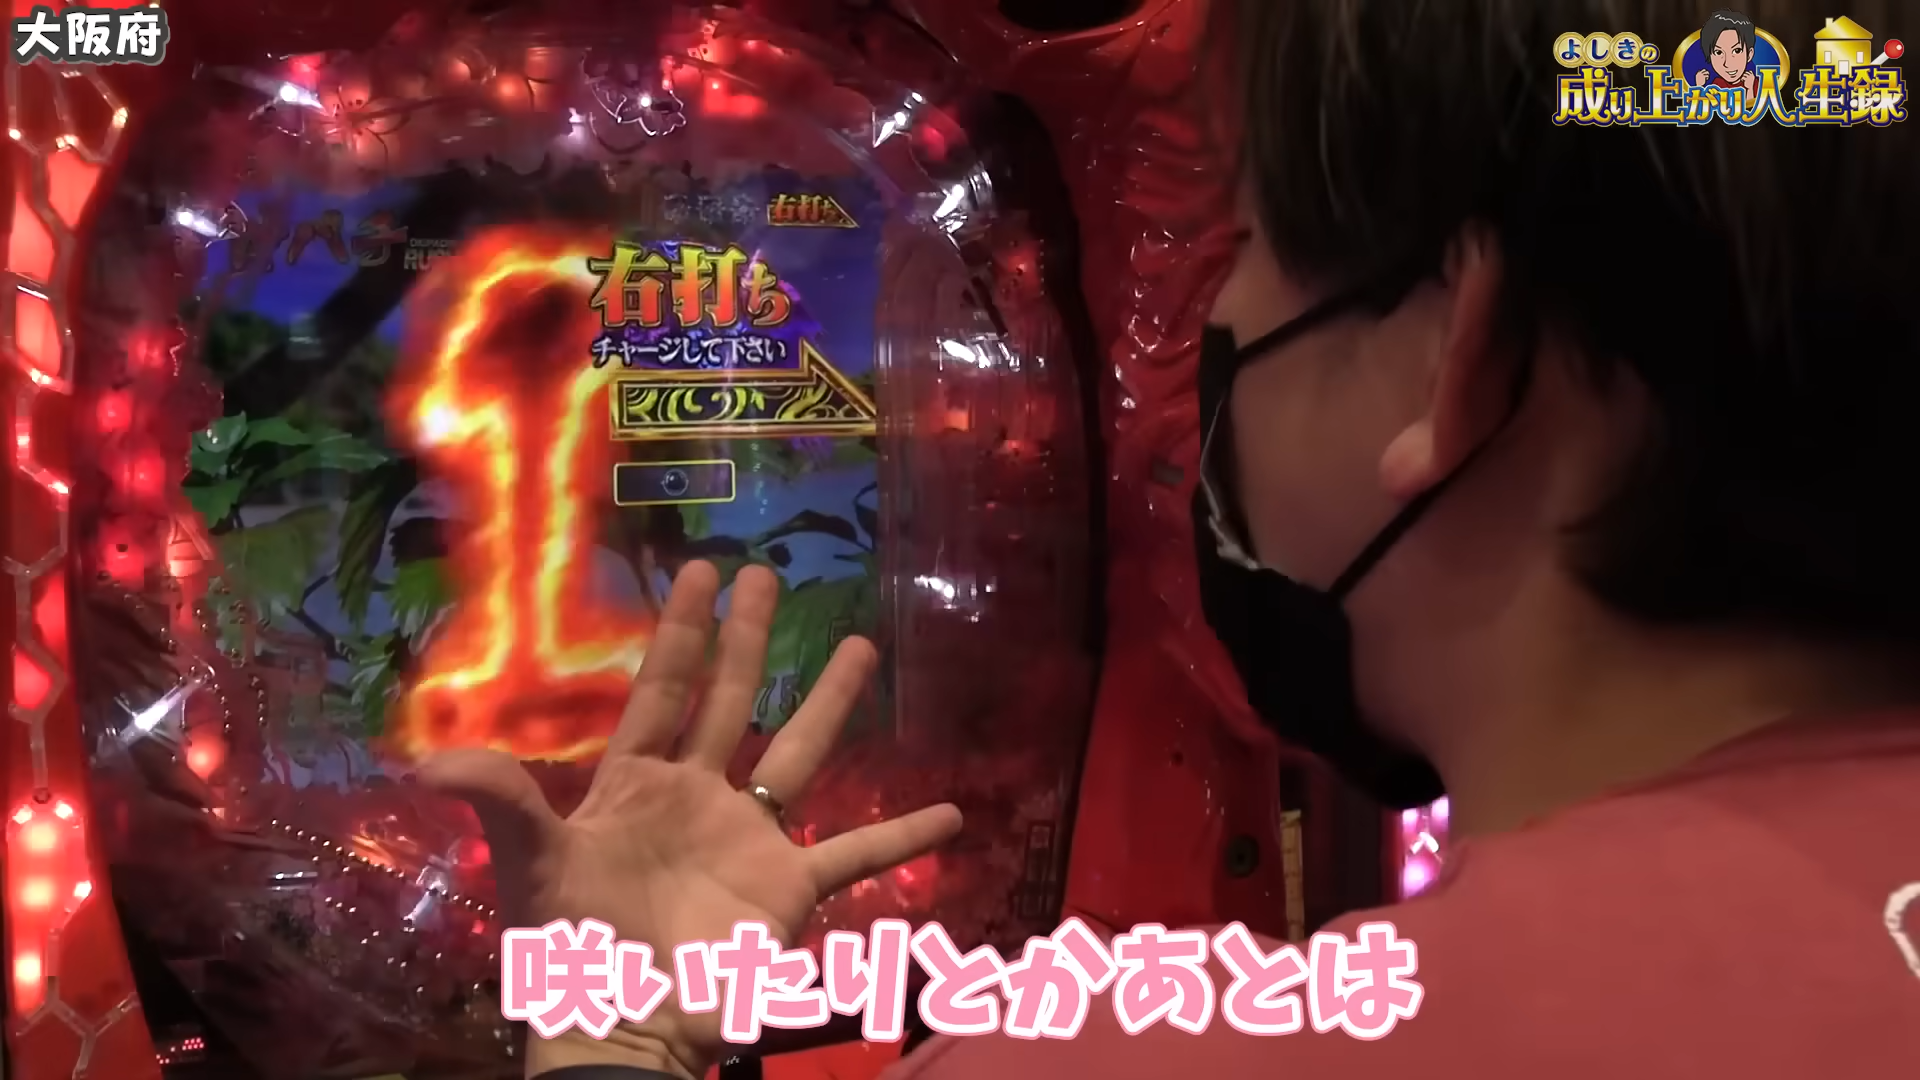 大阪府
よしきの
成り上がり人生録
右打ち
右打ち
チャージして下さい
咲いたりとかあとは